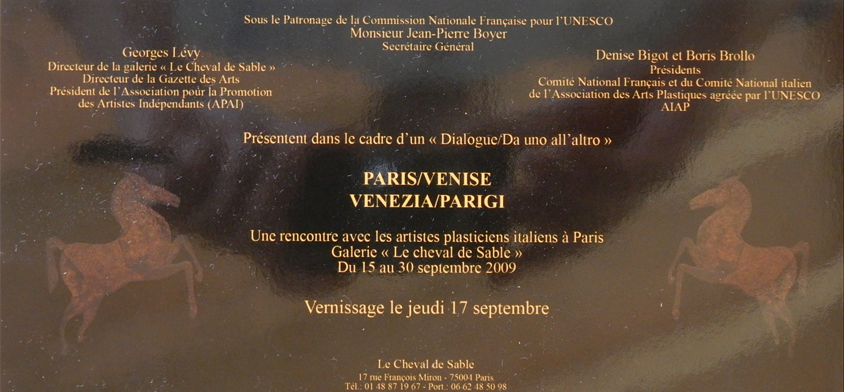 Sous le Patronage de la Commission Nationale Française pour l'UNESCO
Monsieur Jean-Pierre Boyer
Secrétaire Général
Georges Lévy
Directeur de la galerie « Le Cheval de Sable »
Directeur de la Gazette des Arts
Président de l'Association pour la Promotion
des Artistes Indépendants (APAI)
Denise Bigot et Boris Brollo
Présidents
Comité National Français et du Comité National italien
de l'Association des Arts Plastiques agréée par l'UNESCO
AIAP
Présentent dans le cadre d'un « Dialogue/Da uno all'altro »
PARIS/VENISE
VENEZIA/PARIGI
Une rencontre avec les artistes plasticiens italiens à Paris
Galerie « Le cheval de Sable »
Du 15 au 30 septembre 2009
Vernissage le jeudi 17 septembre
Le Cheval de Sable
17 rue François Miron - 75004 Paris
Tél.: 01 48 87 19 67 - Port.: 06 62 48 50 98